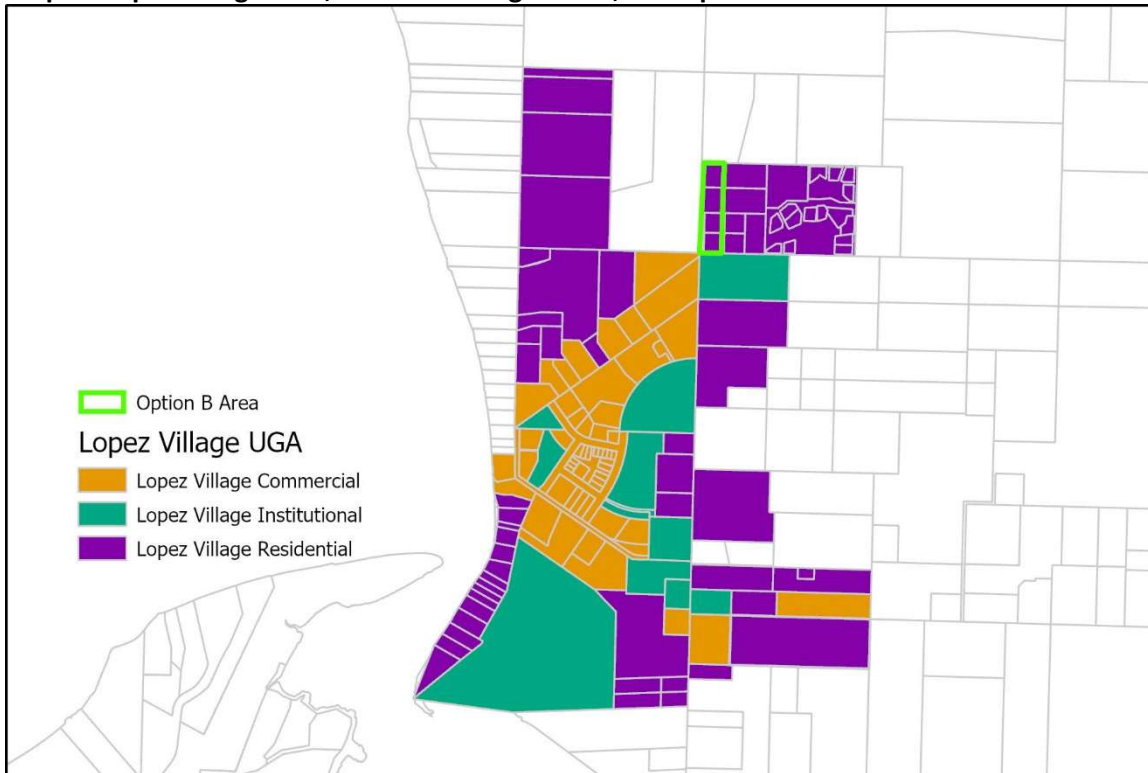 Option B Area
Lopez Village UGA
Lopez Village Commercial
Lopez Village Institutional
Lopez Village Residential